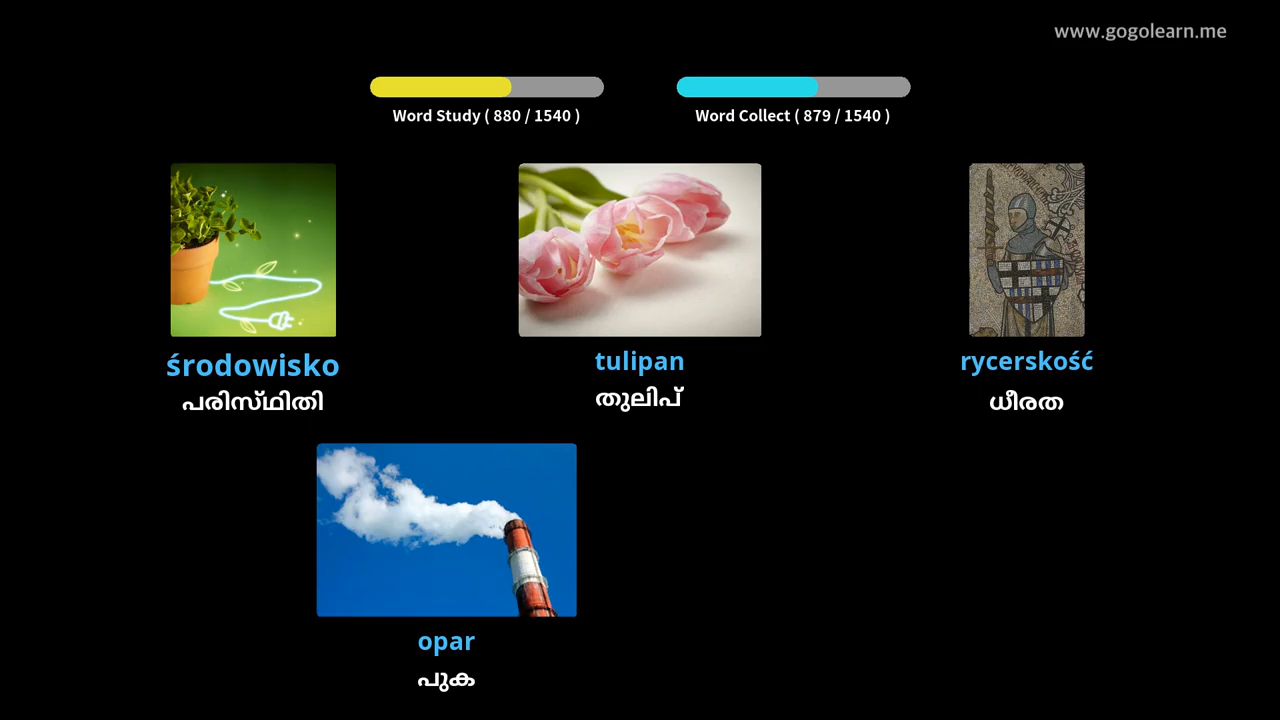 www.gogolearn.me
Word Study ( 880 / 1540 )
Word Collect ( 879 / 1540 )
środowisko
പരിസ്ഥിതി
tulipan
തുലിപ്
rycerskość
ധീരത
opar
പുക